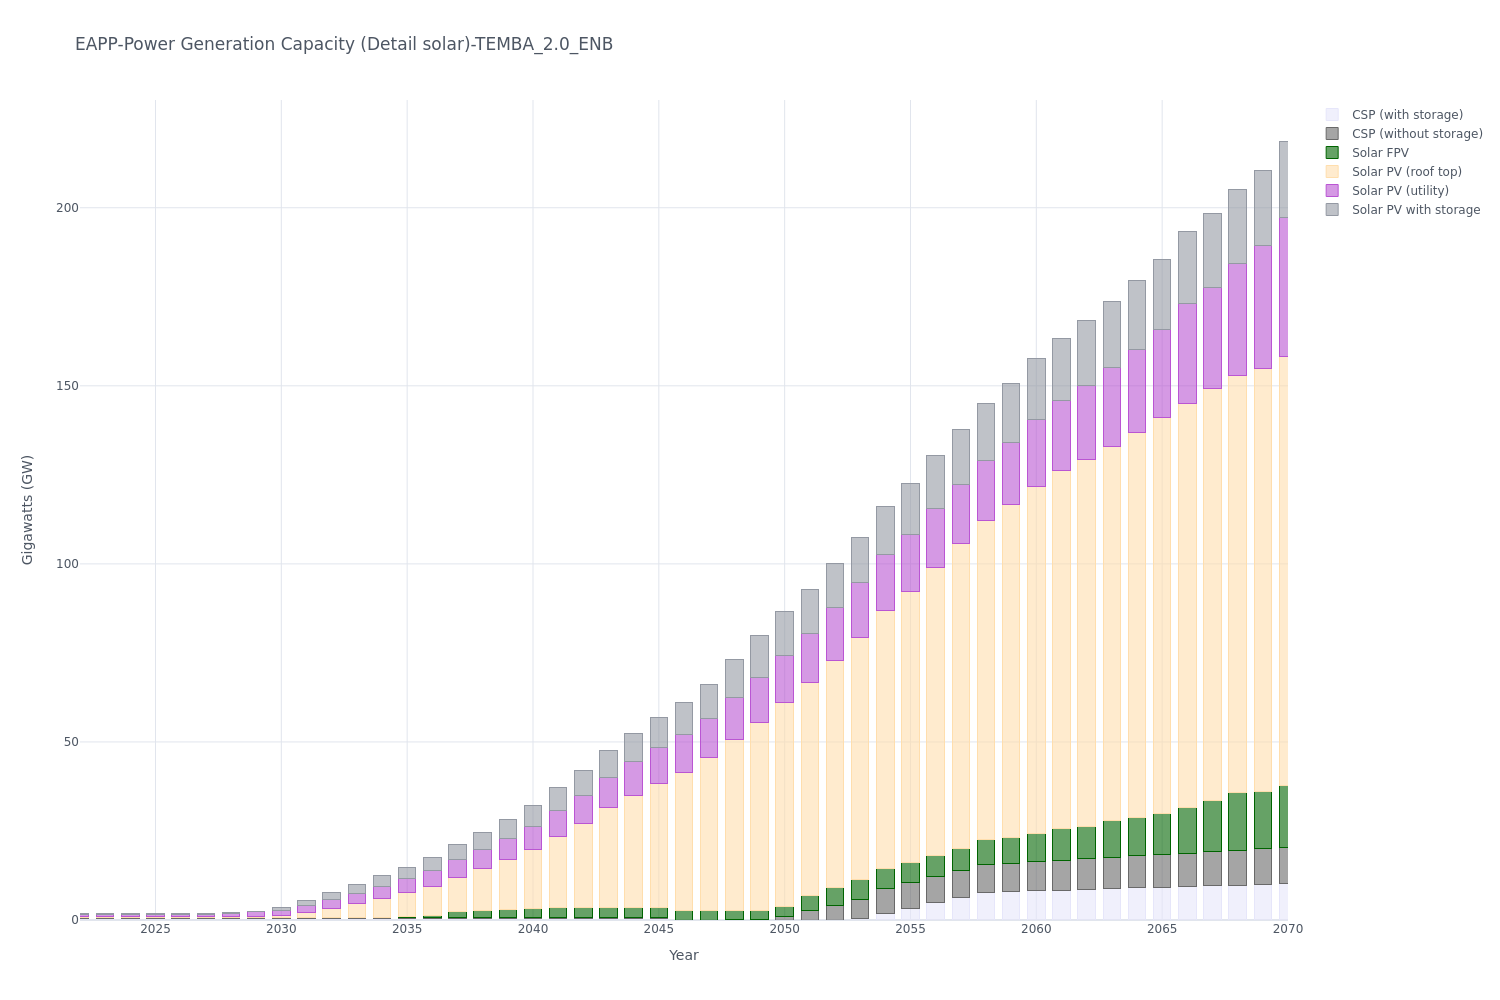 EAPP-Power Generation Capacity (Detail solar)-TEMBA_2.0_ENB
CSP (with storage)
CSP (without storage)
Solar FPV
Solar PV (roof top)
Solar PV (utility)
Solar PV with storage
200
150
100
50
0
Gigawatts (GW)
2025
2030
2035
2040
2045
2050
2055
2060
2065
2070
Year